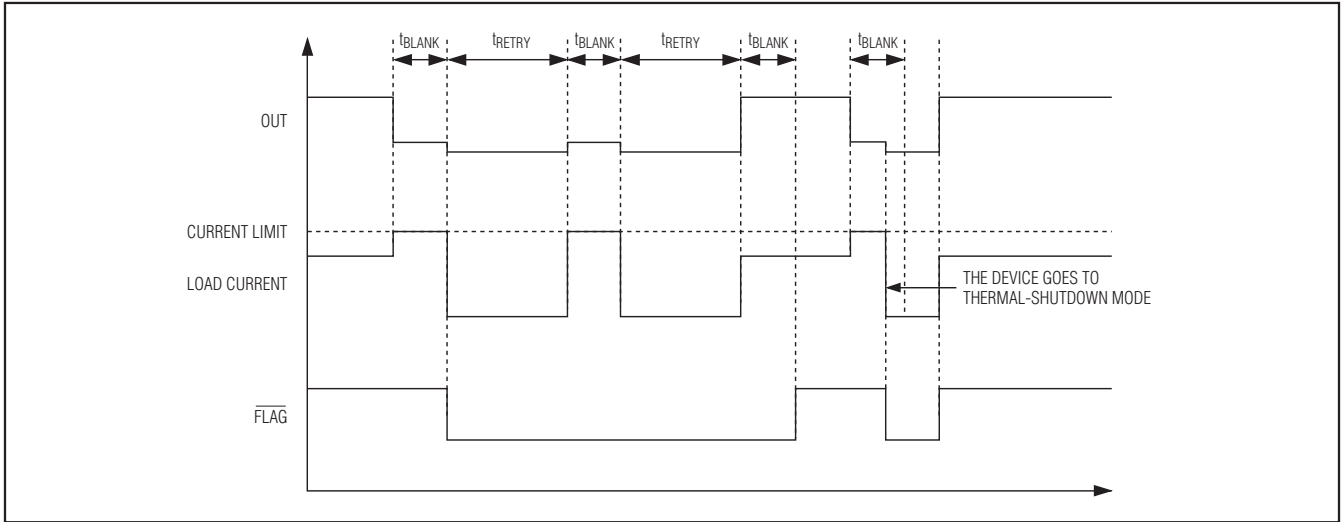 tBLANK
tRETRY
tBLANK
tRETRY
tBLANK
tBLANK
OUT
CURRENT LIMIT
LOAD CURRENT
THE DEVICE GOES TO
THERMAL-SHUTDOWN MODE
FLAG